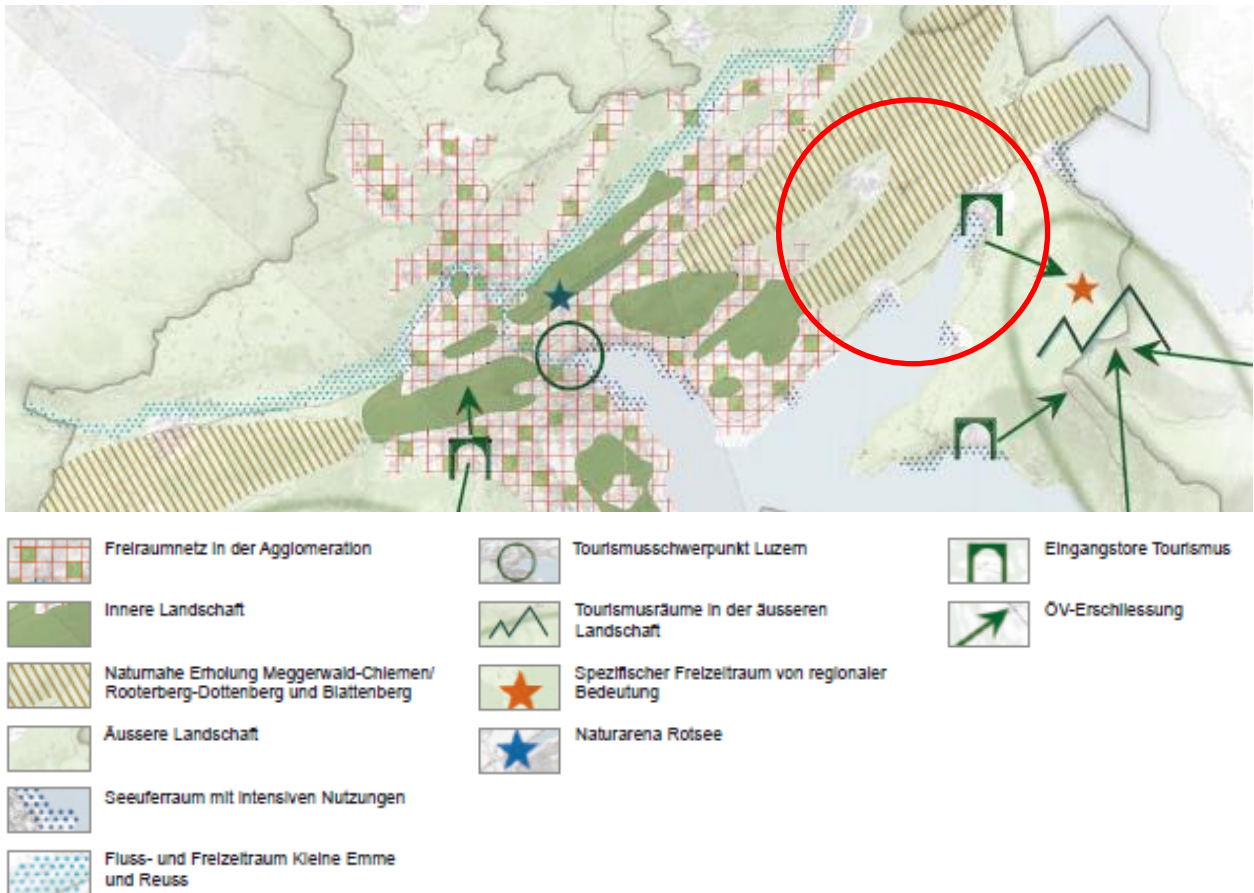 Freiraumnetz in der Agglomeration
Innere Landschaft
Naturnahe Erholung Meggerwald-Chiemen/
Rooterberg-Dottenberg und Blattenberg
Äussere Landschaft
Seeuferraum mit intensiven Nutzungen
Fluss- und Freizeitraum Kleine Emme
und Reuss
Tourismusschwerpunkt Luzern
Tourismusräume in der äusseren
Landschaft
Spezifischer Freizeitraum von regionaler
Bedeutung
Naturarena Rotsee
Eingangstore Tourismus
ÖV-Erschliessung